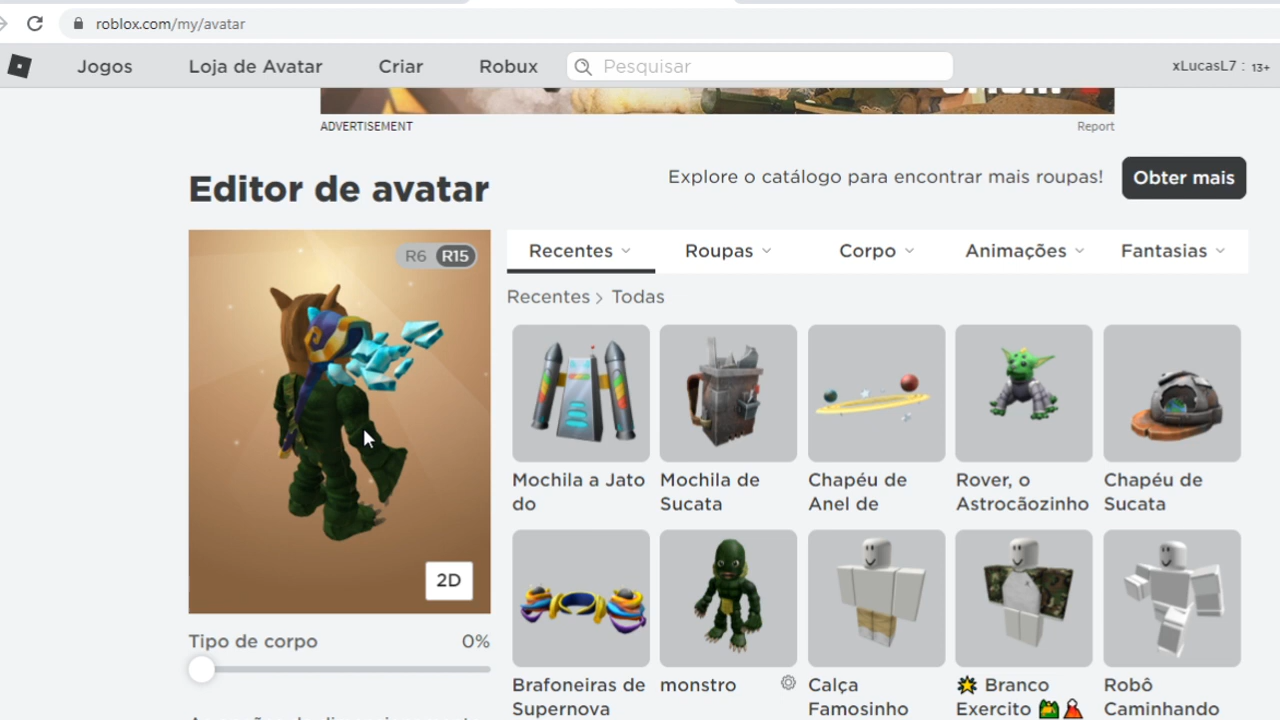 roblox.com/my/avatar
Jogos Loja de Avatar Criar Robux Pesquisar xLucasL7 : 13+
ADVERTISEMENT Report
Editor de avatar
Explore o catálogo para encontrar mais roupas! Obter mais
R6 R15
Recentes Roupas Corpo Animações Fantasias
Recentes > Todas
Mochila a Jato do
Mochila de Sucata
Chapéu de Anel de
Rover, o Astrocãozinho
Chapéu de Sucata
2D
Tipo de corpo 0%
Brafoneiras de Supernova
monstro
Calça Famosinho
🌟 Branco Exercito
Robô Caminhando